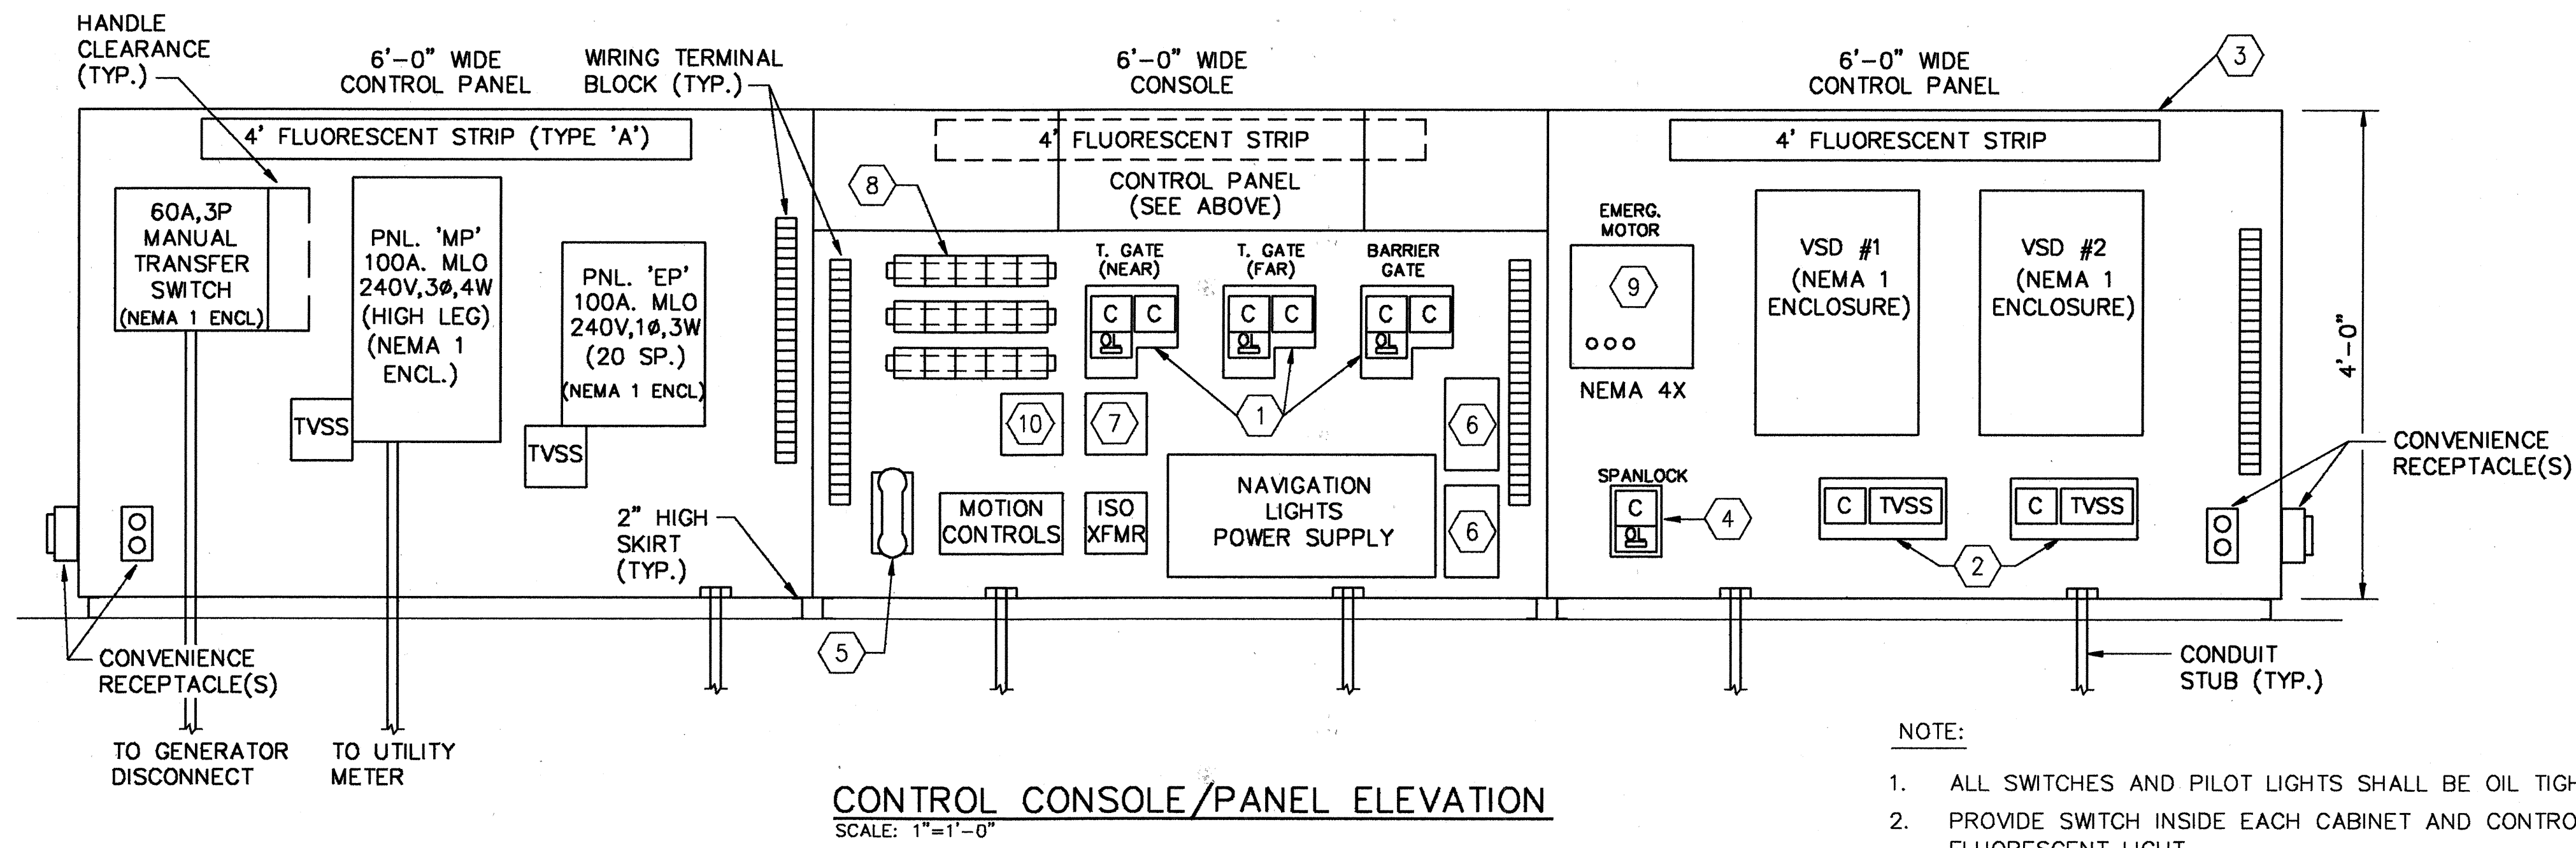 HANDLE
CLEARANCE
(TYP.)
6'-0" WIDE
CONTROL PANEL
WIRING TERMINAL
BLOCK (TYP.)
6'-0" WIDE
CONSOLE
6'-0" WIDE
CONTROL PANEL
3
4' FLUORESCENT STRIP (TYPE 'A')
4' FLUORESCENT STRIP
4' FLUORESCENT STRIP
CONTROL PANEL
(SEE ABOVE)
60A,3P
MANUAL
TRANSFER
SWITCH
(NEMA 1 ENCL)
PNL. 'MP'
100A. MLO
240V,3ø,4W
(HIGH LEG)
(NEMA 1
ENCL.)
TVSS
PNL. 'EP'
100A. MLO
240V,1ø,3W
(20 SP.)
(NEMA 1 ENCL)
TVSS
8
T. GATE
(NEAR)
C C
OL
T. GATE
(FAR)
C C
OL
BARRIER
GATE
C C
OL
1
10
7
6
6
MOTION
CONTROLS
ISO
XFMR
NAVIGATION
LIGHTS
POWER SUPPLY
EMERG.
MOTOR
9
NEMA 4X
VSD #1
(NEMA 1
ENCLOSURE)
VSD #2
(NEMA 1
ENCLOSURE)
SPANLOCK
C
OL
4
C TVSS
C TVSS
2
4'-0"
CONVENIENCE
RECEPTACLE(S)
2" HIGH
SKIRT
(TYP.)
5
CONVENIENCE
RECEPTACLE(S)
CONDUIT
STUB (TYP.)
TO GENERATOR
DISCONNECT
TO UTILITY
METER
CONTROL CONSOLE/PANEL ELEVATION
SCALE: 1"=1'-0"
NOTE:
1. ALL SWITCHES AND PILOT LIGHTS SHALL BE OIL
2. PROVIDE SWITCH INSIDE EACH CABINET AND
FLUORESCENT LIGHT